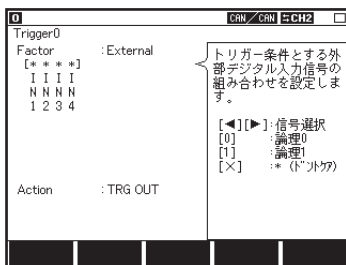 0 CAN/CAN ≒CH2
Trigger0
Factor :External
[* * * *]
I I I I
N N N N
1 2 3 4
Action :TRG OUT
トリガー条件とする外
部デジタル入力信号の
組み合わせを設定しま
す。
[◀][▶]:信号選択
[0] :論理0
[1] :論理1
[×] :* (ドントケア)